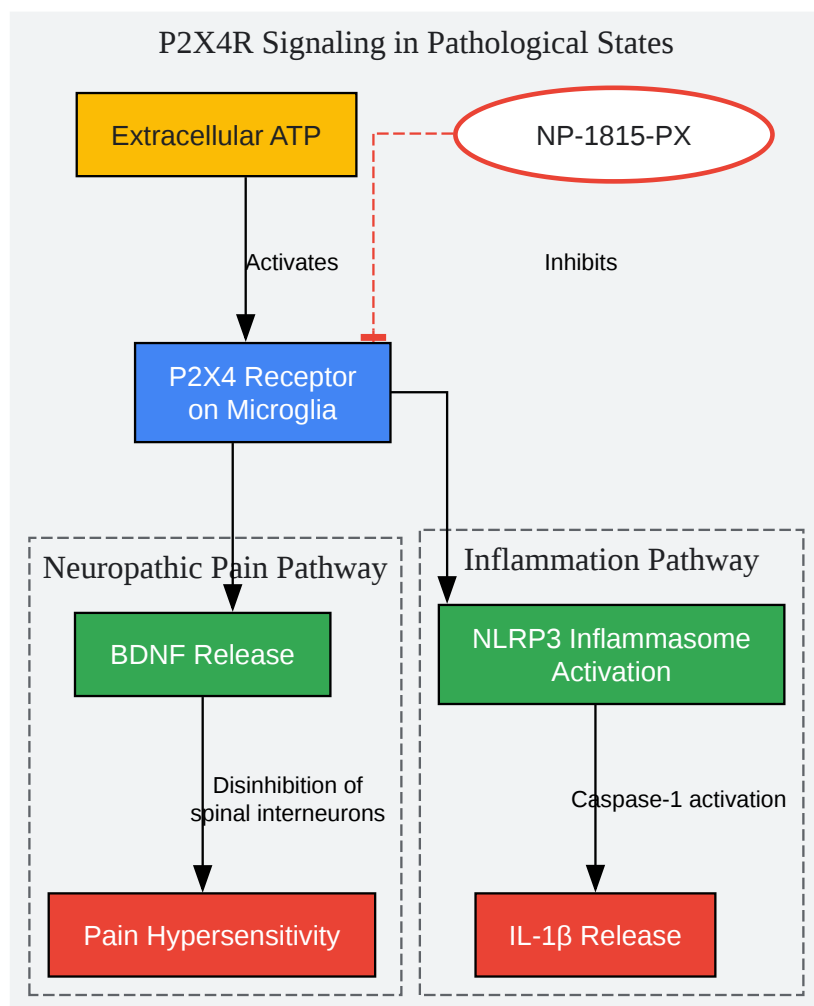 P2X4R Signaling in Pathological States
Extracellular ATP
NP-1815-PX
Activates
Inhibits
P2X4 Receptor
on Microglia
Neuropathic Pain Pathway
Inflammation Pathway
BDNF Release
NLRP3 Inflammasome
Activation
Disinhibition of
spinal interneurons
Caspase-1 activation
Pain Hypersensitivity
IL-1β Release